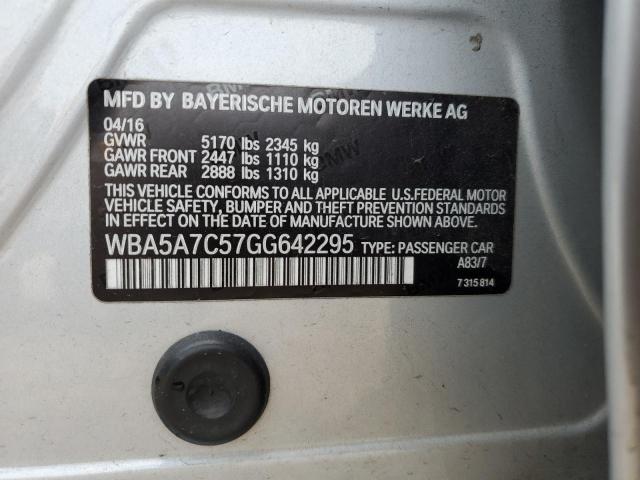 MFD BY BAYERISCHE MOTOREN WERKE AG
04/16
GVWR 5170 lbs 2345 kg
GAWR FRONT 2447 lbs 1110 kg
GAWR REAR 2888 lbs 1310 kg
THIS VEHICLE CONFORMS TO ALL APPLICABLE U.S.FEDERAL MOTOR
VEHICLE SAFETY, BUMPER AND THEFT PREVENTION STANDARDS
IN EFFECT ON THE DATE OF MANUFACTURE SHOWN ABOVE.
WBA5A7C57GG642295 TYPE: PASSENGER CAR
A83/7
7 315 814
BMW
BMW